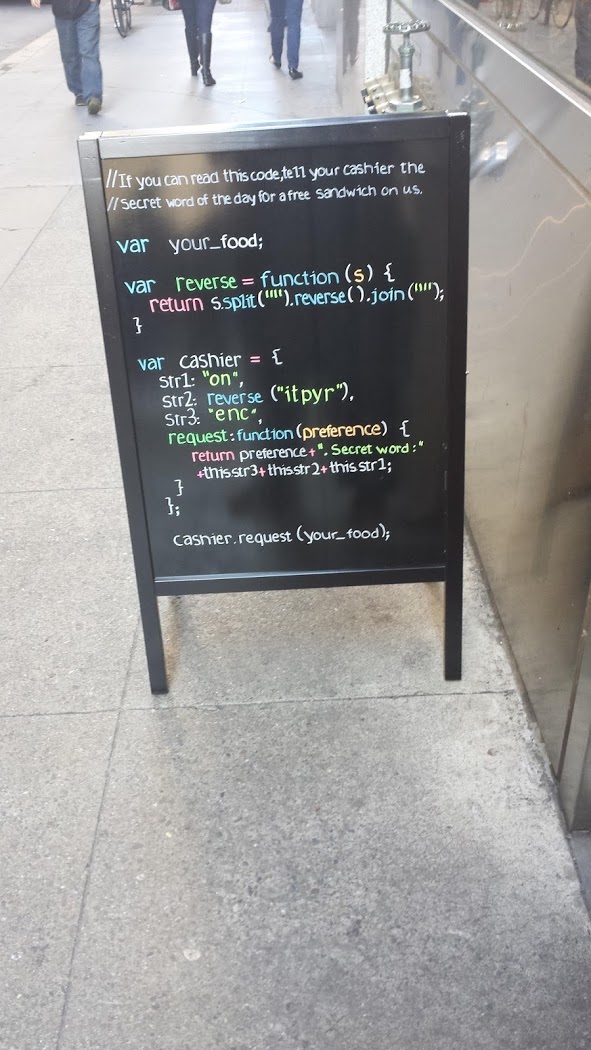 //If you can read this code,tell your cashier the
//Secret word of the day for a free sandwich on us.
var your_food;
var reverse = function (s) {
return s.split("").reverse().join("");
}
var cashier = {
str1: "on",
str2: reverse ("itpyr"),
str3: "enc",
request: function (preference) {
return preference+". Secret word:"
+this.str3+this.str2+this.str1;
}
};
cashier.request (your_food);